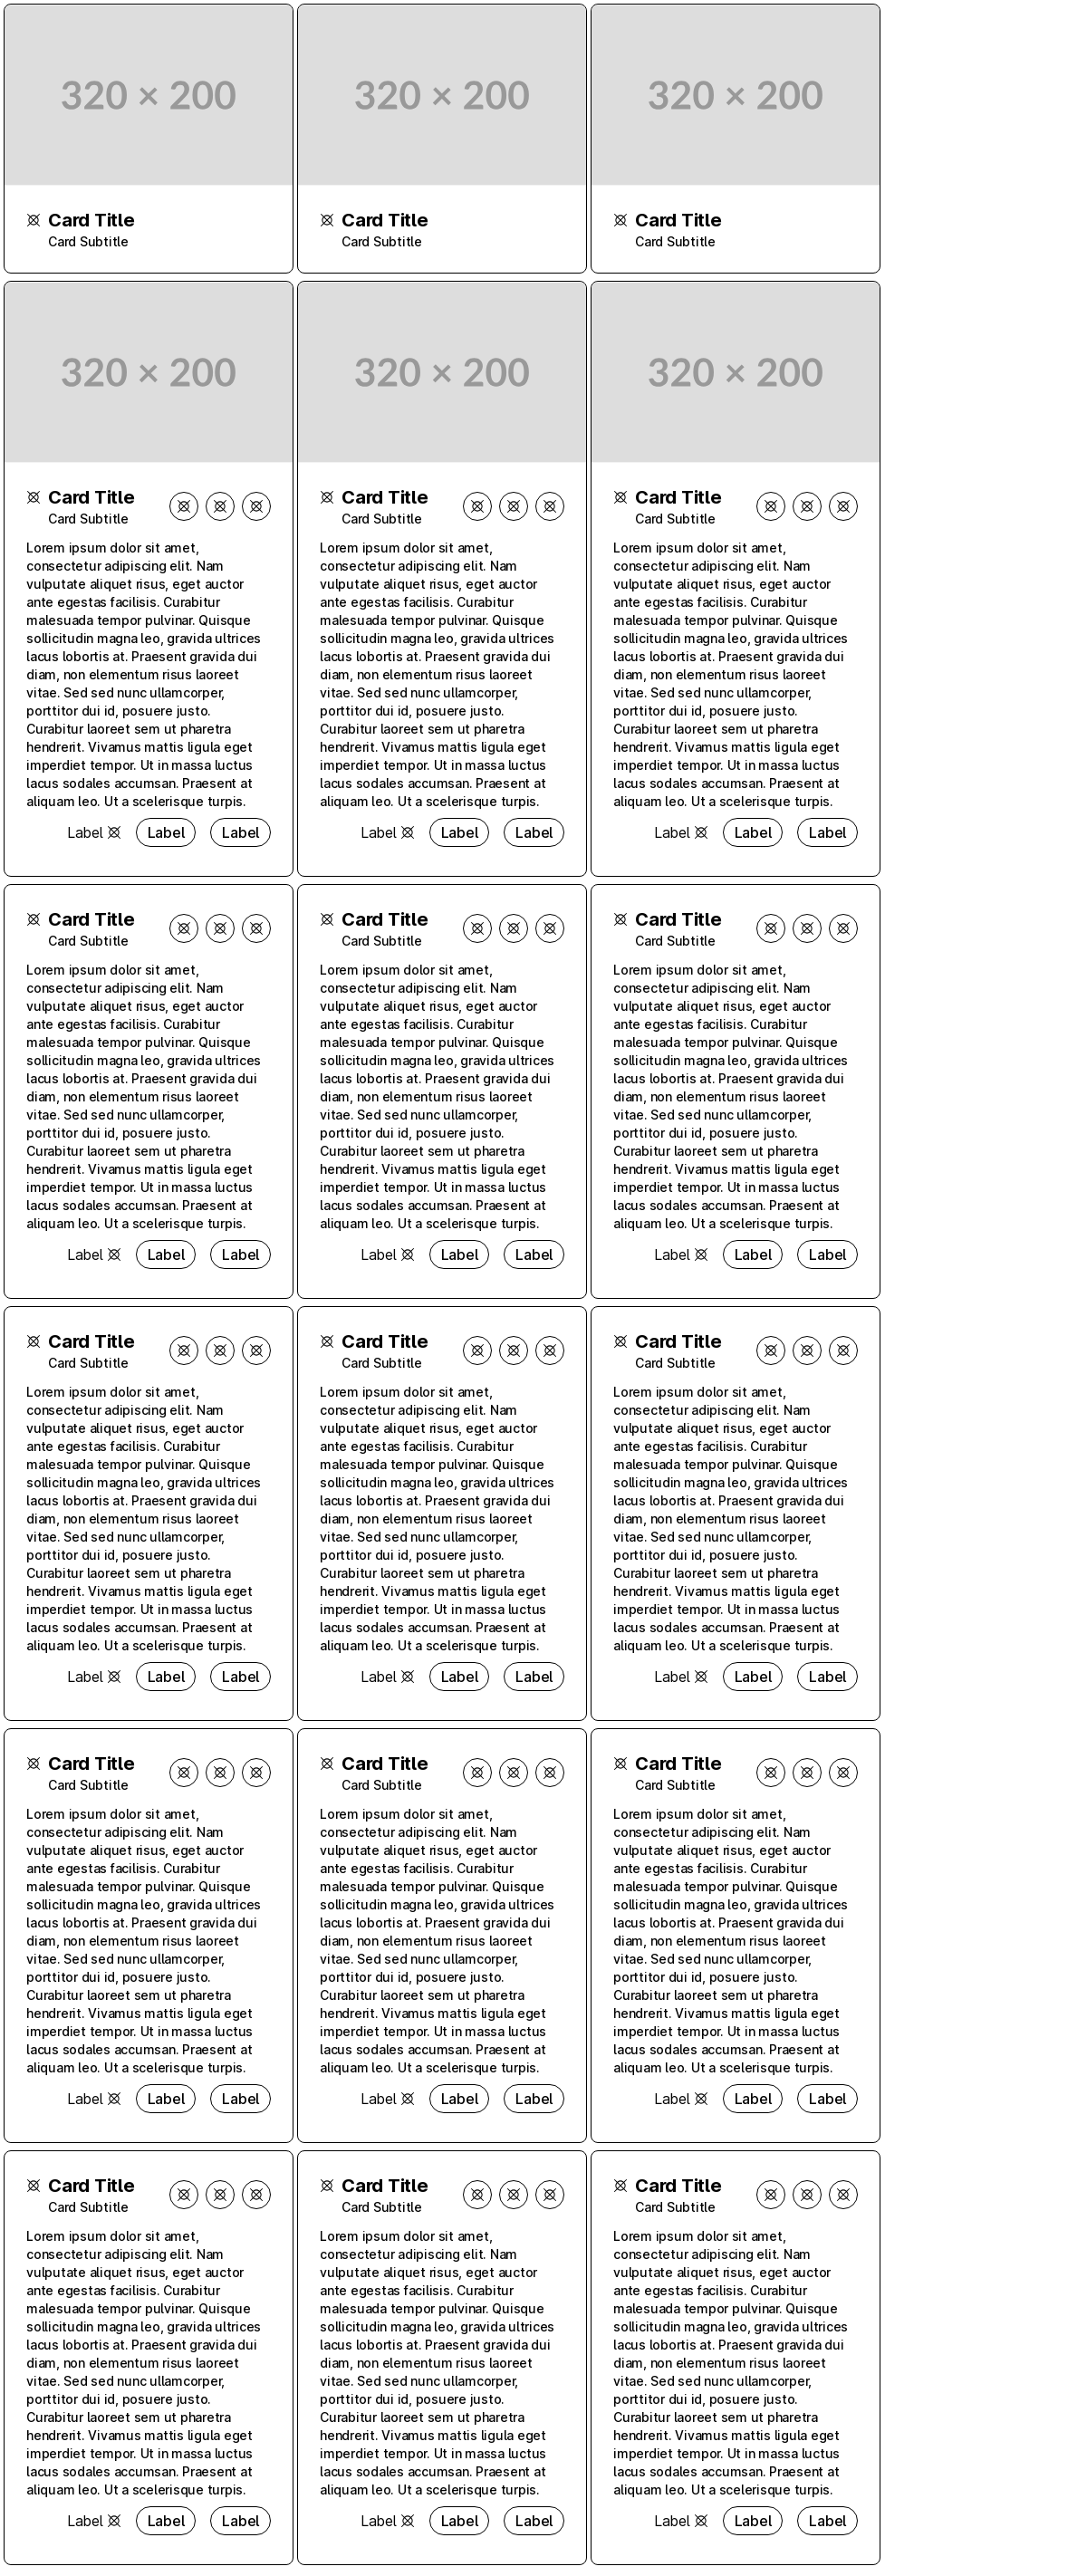 320 × 200
Card Title
Card Subtitle
320 × 200
Card Title
Card Subtitle
320 × 200
Card Title
Card Subtitle
320 × 200
Card Title
Card Subtitle
Lorem ipsum dolor sit amet,
consectetur adipiscing elit. Nam
vulputate aliquet risus, eget auctor
ante egestas facilisis. Curabitur
malesuada tempor pulvinar. Quisque
sollicitudin magna leo, gravida ultrices
lacus lobortis at. Praesent gravida dui
diam, non elementum risus laoreet
vitae. Sed sed nunc ullamcorper,
porttitor dui id, posuere justo.
Curabitur laoreet sem ut pharetra
hendrerit. Vivamus mattis ligula eget
imperdiet tempor. Ut in massa luctus
lacus sodales accumsan. Praesent at
aliquam leo. Ut a scelerisque turpis.
Label Label Label
320 × 200
Card Title
Card Subtitle
Lorem ipsum dolor sit amet,
consectetur adipiscing elit. Nam
vulputate aliquet risus, eget auctor
ante egestas facilisis. Curabitur
malesuada tempor pulvinar. Quisque
sollicitudin magna leo, gravida ultrices
lacus lobortis at. Praesent gravida dui
diam, non elementum risus laoreet
vitae. Sed sed nunc ullamcorper,
porttitor dui id, posuere justo.
Curabitur laoreet sem ut pharetra
hendrerit. Vivamus mattis ligula eget
imperdiet tempor. Ut in massa luctus
lacus sodales accumsan. Praesent at
aliquam leo. Ut a scelerisque turpis.
Label Label Label
320 × 200
Card Title
Card Subtitle
Lorem ipsum dolor sit amet,
consectetur adipiscing elit. Nam
vulputate aliquet risus, eget auctor
ante egestas facilisis. Curabitur
malesuada tempor pulvinar. Quisque
sollicitudin magna leo, gravida ultrices
lacus lobortis at. Praesent gravida dui
diam, non elementum risus laoreet
vitae. Sed sed nunc ullamcorper,
porttitor dui id, posuere justo.
Curabitur laoreet sem ut pharetra
hendrerit. Vivamus mattis ligula eget
imperdiet tempor. Ut in massa luctus
lacus sodales accumsan. Praesent at
aliquam leo. Ut a scelerisque turpis.
Label Label Label
Card Title
Card Subtitle
Lorem ipsum dolor sit amet,
consectetur adipiscing elit. Nam
vulputate aliquet risus, eget auctor
ante egestas facilisis. Curabitur
malesuada tempor pulvinar. Quisque
sollicitudin magna leo, gravida ultrices
lacus lobortis at. Praesent gravida dui
diam, non elementum risus laoreet
vitae. Sed sed nunc ullamcorper,
porttitor dui id, posuere justo.
Curabitur laoreet sem ut pharetra
hendrerit. Vivamus mattis ligula eget
imperdiet tempor. Ut in massa luctus
lacus sodales accumsan. Praesent at
aliquam leo. Ut a scelerisque turpis.
Label Label Label
Card Title
Card Subtitle
Lorem ipsum dolor sit amet,
consectetur adipiscing elit. Nam
vulputate aliquet risus, eget auctor
ante egestas facilisis. Curabitur
malesuada tempor pulvinar. Quisque
sollicitudin magna leo, gravida ultrices
lacus lobortis at. Praesent gravida dui
diam, non elementum risus laoreet
vitae. Sed sed nunc ullamcorper,
porttitor dui id, posuere justo.
Curabitur laoreet sem ut pharetra
hendrerit. Vivamus mattis ligula eget
imperdiet tempor. Ut in massa luctus
lacus sodales accumsan. Praesent at
aliquam leo. Ut a scelerisque turpis.
Label Label Label
Card Title
Card Subtitle
Lorem ipsum dolor sit amet,
consectetur adipiscing elit. Nam
vulputate aliquet risus, eget auctor
ante egestas facilisis. Curabitur
malesuada tempor pulvinar. Quisque
sollicitudin magna leo, gravida ultrices
lacus lobortis at. Praesent gravida dui
diam, non elementum risus laoreet
vitae. Sed sed nunc ullamcorper,
porttitor dui id, posuere justo.
Curabitur laoreet sem ut pharetra
hendrerit. Vivamus mattis ligula eget
imperdiet tempor. Ut in massa luctus
lacus sodales accumsan. Praesent at
aliquam leo. Ut a scelerisque turpis.
Label Label Label
Card Title
Card Subtitle
Lorem ipsum dolor sit amet,
consectetur adipiscing elit. Nam
vulputate aliquet risus, eget auctor
ante egestas facilisis. Curabitur
malesuada tempor pulvinar. Quisque
sollicitudin magna leo, gravida ultrices
lacus lobortis at. Praesent gravida dui
diam, non elementum risus laoreet
vitae. Sed sed nunc ullamcorper,
porttitor dui id, posuere justo.
Curabitur laoreet sem ut pharetra
hendrerit. Vivamus mattis ligula eget
imperdiet tempor. Ut in massa luctus
lacus sodales accumsan. Praesent at
aliquam leo. Ut a scelerisque turpis.
Label Label Label
Card Title
Card Subtitle
Lorem ipsum dolor sit amet,
consectetur adipiscing elit. Nam
vulputate aliquet risus, eget auctor
ante egestas facilisis. Curabitur
malesuada tempor pulvinar. Quisque
sollicitudin magna leo, gravida ultrices
lacus lobortis at. Praesent gravida dui
diam, non elementum risus laoreet
vitae. Sed sed nunc ullamcorper,
porttitor dui id, posuere justo.
Curabitur laoreet sem ut pharetra
hendrerit. Vivamus mattis ligula eget
imperdiet tempor. Ut in massa luctus
lacus sodales accumsan. Praesent at
aliquam leo. Ut a scelerisque turpis.
Label Label Label
Card Title
Card Subtitle
Lorem ipsum dolor sit amet,
consectetur adipiscing elit. Nam
vulputate aliquet risus, eget auctor
ante egestas facilisis. Curabitur
malesuada tempor pulvinar. Quisque
sollicitudin magna leo, gravida ultrices
lacus lobortis at. Praesent gravida dui
diam, non elementum risus laoreet
vitae. Sed sed nunc ullamcorper,
porttitor dui id, posuere justo.
Curabitur laoreet sem ut pharetra
hendrerit. Vivamus mattis ligula eget
imperdiet tempor. Ut in massa luctus
lacus sodales accumsan. Praesent at
aliquam leo. Ut a scelerisque turpis.
Label Label Label
Card Title
Card Subtitle
Lorem ipsum dolor sit amet,
consectetur adipiscing elit. Nam
vulputate aliquet risus, eget auctor
ante egestas facilisis. Curabitur
malesuada tempor pulvinar. Quisque
sollicitudin magna leo, gravida ultrices
lacus lobortis at. Praesent gravida dui
diam, non elementum risus laoreet
vitae. Sed sed nunc ullamcorper,
porttitor dui id, posuere justo.
Curabitur laoreet sem ut pharetra
hendrerit. Vivamus mattis ligula eget
imperdiet tempor. Ut in massa luctus
lacus sodales accumsan. Praesent at
aliquam leo. Ut a scelerisque turpis.
Label Label Label
Card Title
Card Subtitle
Lorem ipsum dolor sit amet,
consectetur adipiscing elit. Nam
vulputate aliquet risus, eget auctor
ante egestas facilisis. Curabitur
malesuada tempor pulvinar. Quisque
sollicitudin magna leo, gravida ultrices
lacus lobortis at. Praesent gravida dui
diam, non elementum risus laoreet
vitae. Sed sed nunc ullamcorper,
porttitor dui id, posuere justo.
Curabitur laoreet sem ut pharetra
hendrerit. Vivamus mattis ligula eget
imperdiet tempor. Ut in massa luctus
lacus sodales accumsan. Praesent at
aliquam leo. Ut a scelerisque turpis.
Label Label Label
Card Title
Card Subtitle
Lorem ipsum dolor sit amet,
consectetur adipiscing elit. Nam
vulputate aliquet risus, eget auctor
ante egestas facilisis. Curabitur
malesuada tempor pulvinar. Quisque
sollicitudin magna leo, gravida ultrices
lacus lobortis at. Praesent gravida dui
diam, non elementum risus laoreet
vitae. Sed sed nunc ullamcorper,
porttitor dui id, posuere justo.
Curabitur laoreet sem ut pharetra
hendrerit. Vivamus mattis ligula eget
imperdiet tempor. Ut in massa luctus
lacus sodales accumsan. Praesent at
aliquam leo. Ut a scelerisque turpis.
Label Label Label
Card Title
Card Subtitle
Lorem ipsum dolor sit amet,
consectetur adipiscing elit. Nam
vulputate aliquet risus, eget auctor
ante egestas facilisis. Curabitur
malesuada tempor pulvinar. Quisque
sollicitudin magna leo, gravida ultrices
lacus lobortis at. Praesent gravida dui
diam, non elementum risus laoreet
vitae. Sed sed nunc ullamcorper,
porttitor dui id, posuere justo.
Curabitur laoreet sem ut pharetra
hendrerit. Vivamus mattis ligula eget
imperdiet tempor. Ut in massa luctus
lacus sodales accumsan. Praesent at
aliquam leo. Ut a scelerisque turpis.
Label Label Label
Card Title
Card Subtitle
Lorem ipsum dolor sit amet,
consectetur adipiscing elit. Nam
vulputate aliquet risus, eget auctor
ante egestas facilisis. Curabitur
malesuada tempor pulvinar. Quisque
sollicitudin magna leo, gravida ultrices
lacus lobortis at. Praesent gravida dui
diam, non elementum risus laoreet
vitae. Sed sed nunc ullamcorper,
porttitor dui id, posuere justo.
Curabitur laoreet sem ut pharetra
hendrerit. Vivamus mattis ligula eget
imperdiet tempor. Ut in massa luctus
lacus sodales accumsan. Praesent at
aliquam leo. Ut a scelerisque turpis.
Label Label Label
Card Title
Card Subtitle
Lorem ipsum dolor sit amet,
consectetur adipiscing elit. Nam
vulputate aliquet risus, eget auctor
ante egestas facilisis. Curabitur
malesuada tempor pulvinar. Quisque
sollicitudin magna leo, gravida ultrices
lacus lobortis at. Praesent gravida dui
diam, non elementum risus laoreet
vitae. Sed sed nunc ullamcorper,
porttitor dui id, posuere justo.
Curabitur laoreet sem ut pharetra
hendrerit. Vivamus mattis ligula eget
imperdiet tempor. Ut in massa luctus
lacus sodales accumsan. Praesent at
aliquam leo. Ut a scelerisque turpis.
Label Label Label